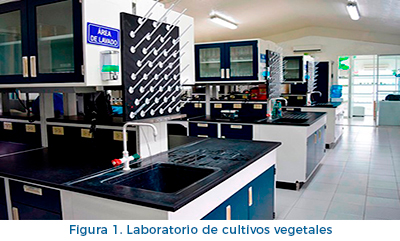 ÁREA
DE LAVADO
Figura 1. Laboratorio de cultivos vegetales